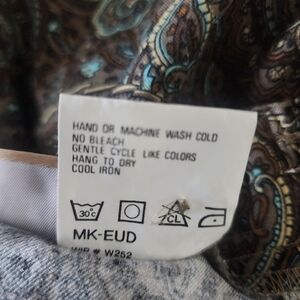 HAND OR MACHINE WASH COLD
NO BLEACH
GENTLE CYCLE LIKE COLORS
HANG TO DRY
COOL IRON
30°C
CL
MK-EUD
W252